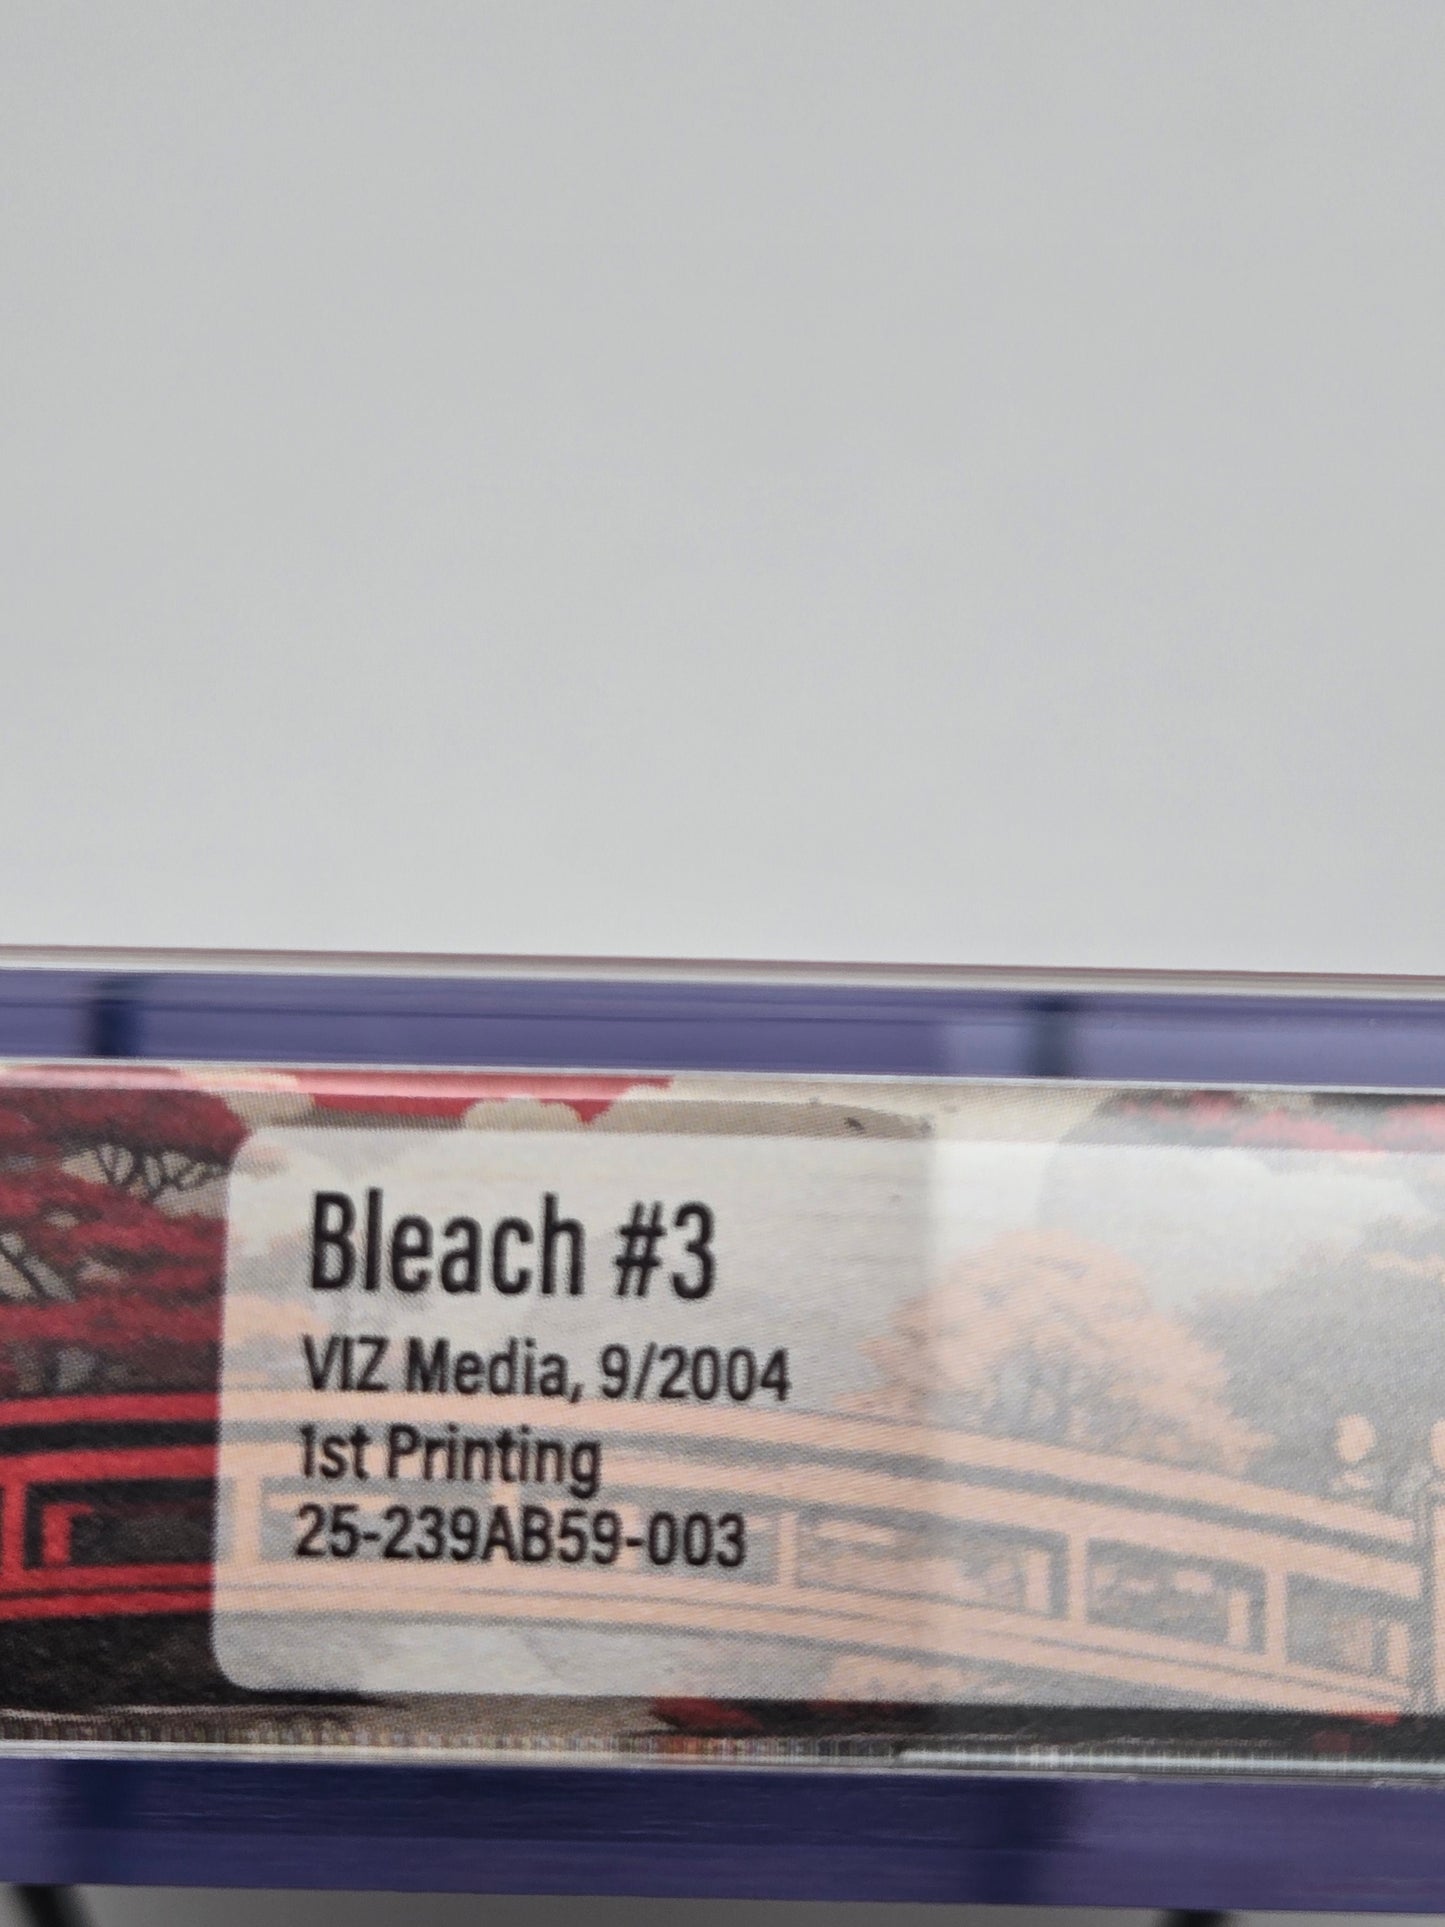 Bleach #3
VIZ Media, 9/2004
1st Printing
25-239AB59-003